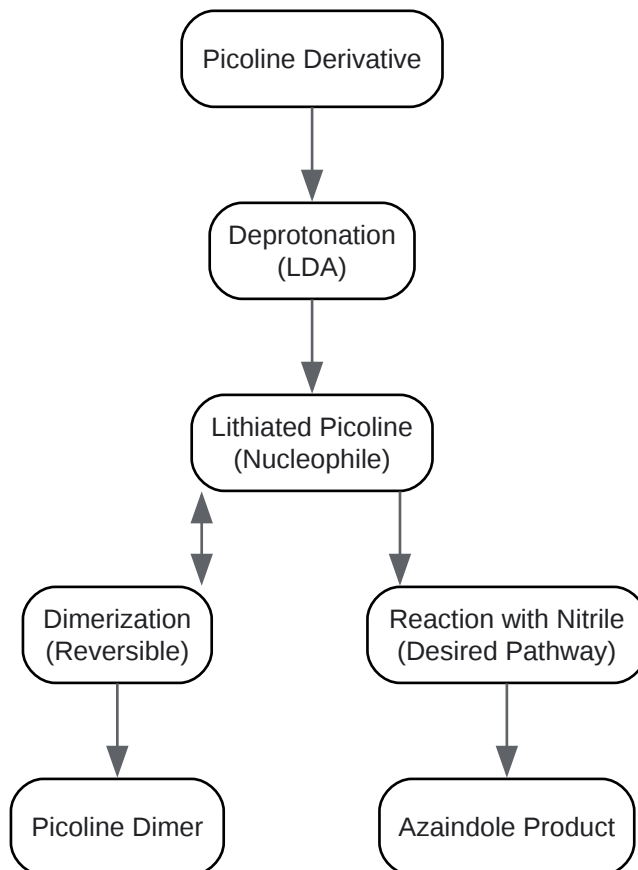 Picoline Derivative
Deprotonation
(LDA)
Lithiated Picoline
(Nucleophile)
Dimerization
(Reversible)
Reaction with Nitrile
(Desired Pathway)
Picoline Dimer
Azaindole Product